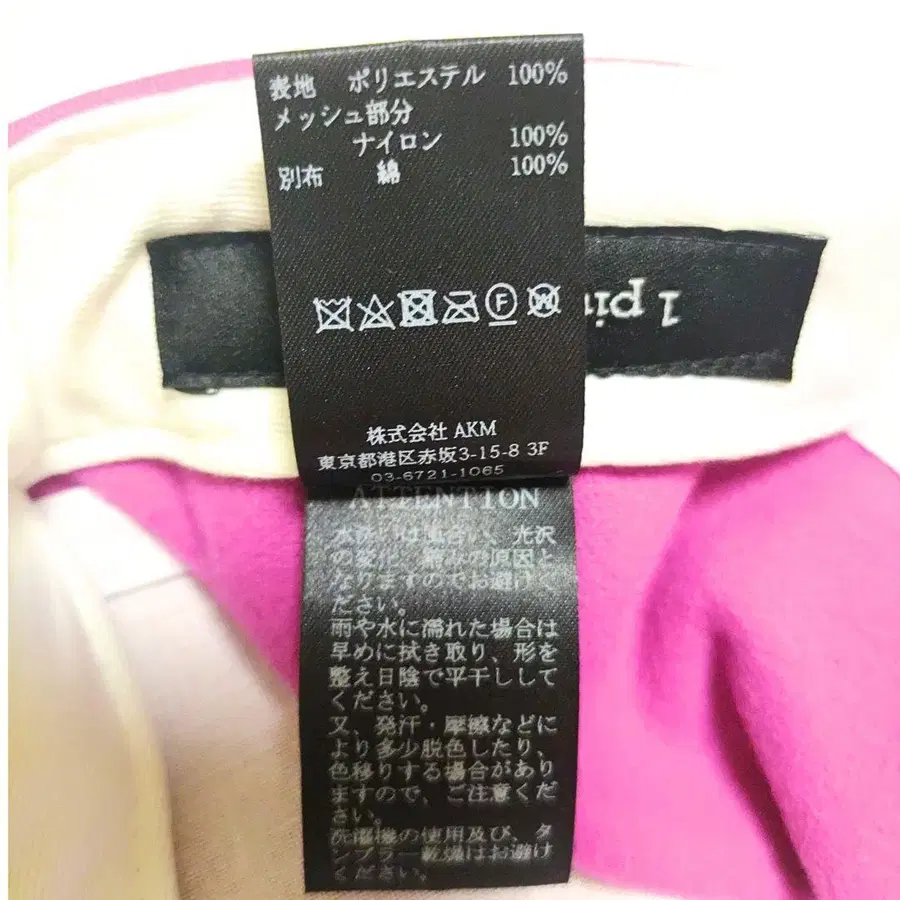 表地 ポリエステル 100%
メッシュ部分
ナイロン 100%
別布 綿 100%
F
W
1 pi
株式会社 AKM
東京都港区赤坂3-15-8 3F
03-6721-1065
ATTENTION
水洗いは風合い、光沢
の変化、縮みの原因と
なりますのでお避けく
ださい。
雨や水に濡れた場合は
早めに拭き取り、形を
整え日陰で平干しして
ください。
又、発汗・摩擦などに
より多少脱色したり、
色移りする場合があり
ますので、ご注意くだ
さい。
洗濯機の使用及び、タ
ンブラー乾燥はお避け